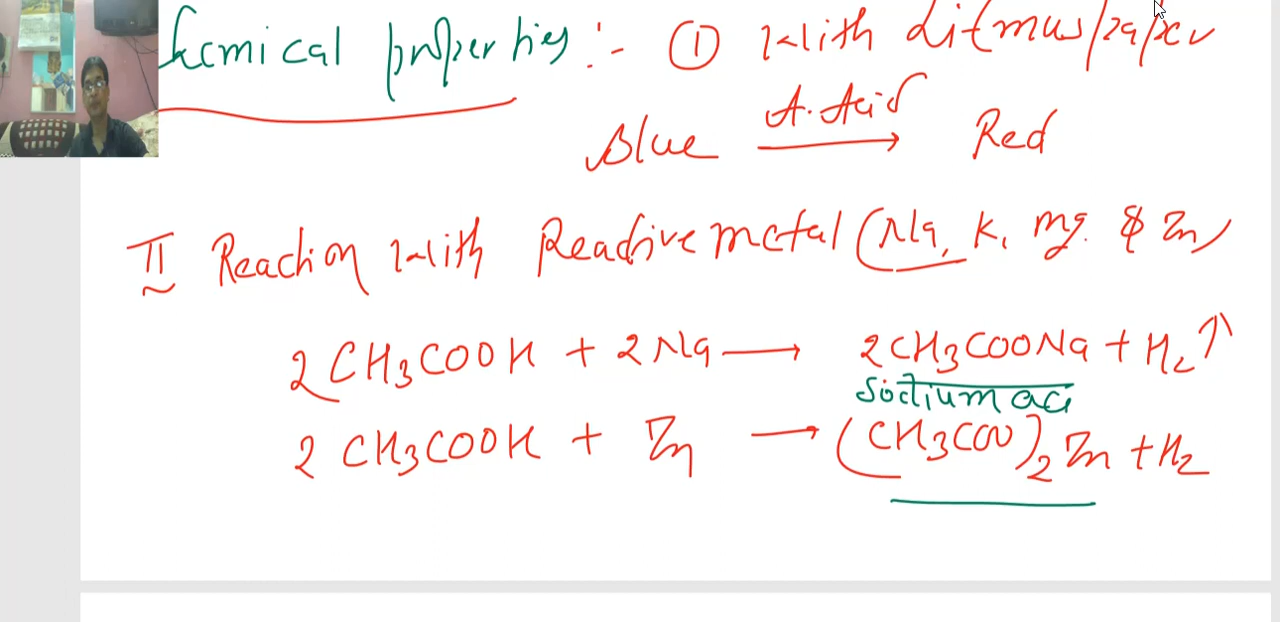 Chemical properties :- ① With Litmus paper
Blue A. Acid → Red
II Reaction with Reactive metal (Na, K, Mg. & Zn)
2CH3COOH + 2Na → 2CH3COONa + H2↑
Sodium ace
2CH3COOH + Zn → (CH3COO)2Zn + H2